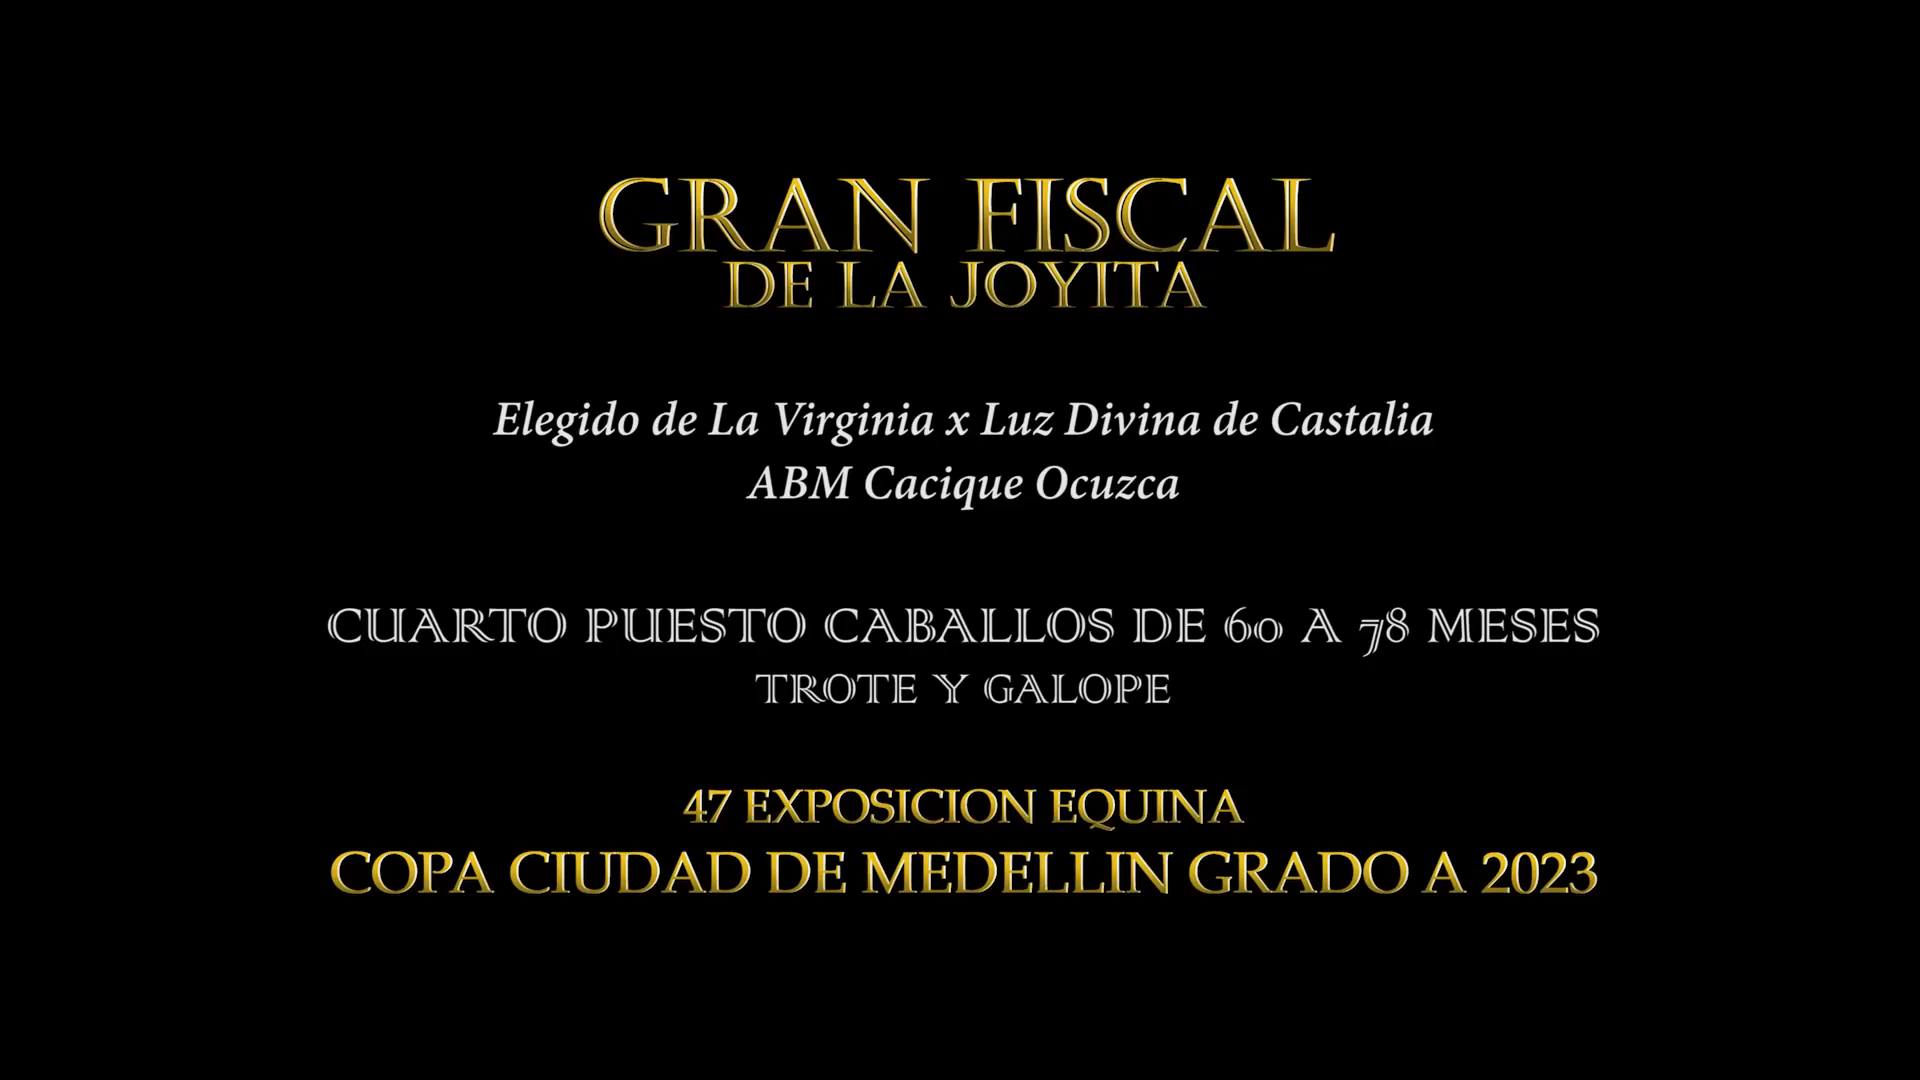 GRAN FISCAL
DE LA JOYITA
Elegido de La Virginia x Luz Divina de Castalia
ABM Cacique Ocuzca
CUARTO PUESTO CABALLOS DE 60 A 78 MESES
TROTE Y GALOPE
47 EXPOSICION EQUINA
COPA CIUDAD DE MEDELLIN GRADO A 2023